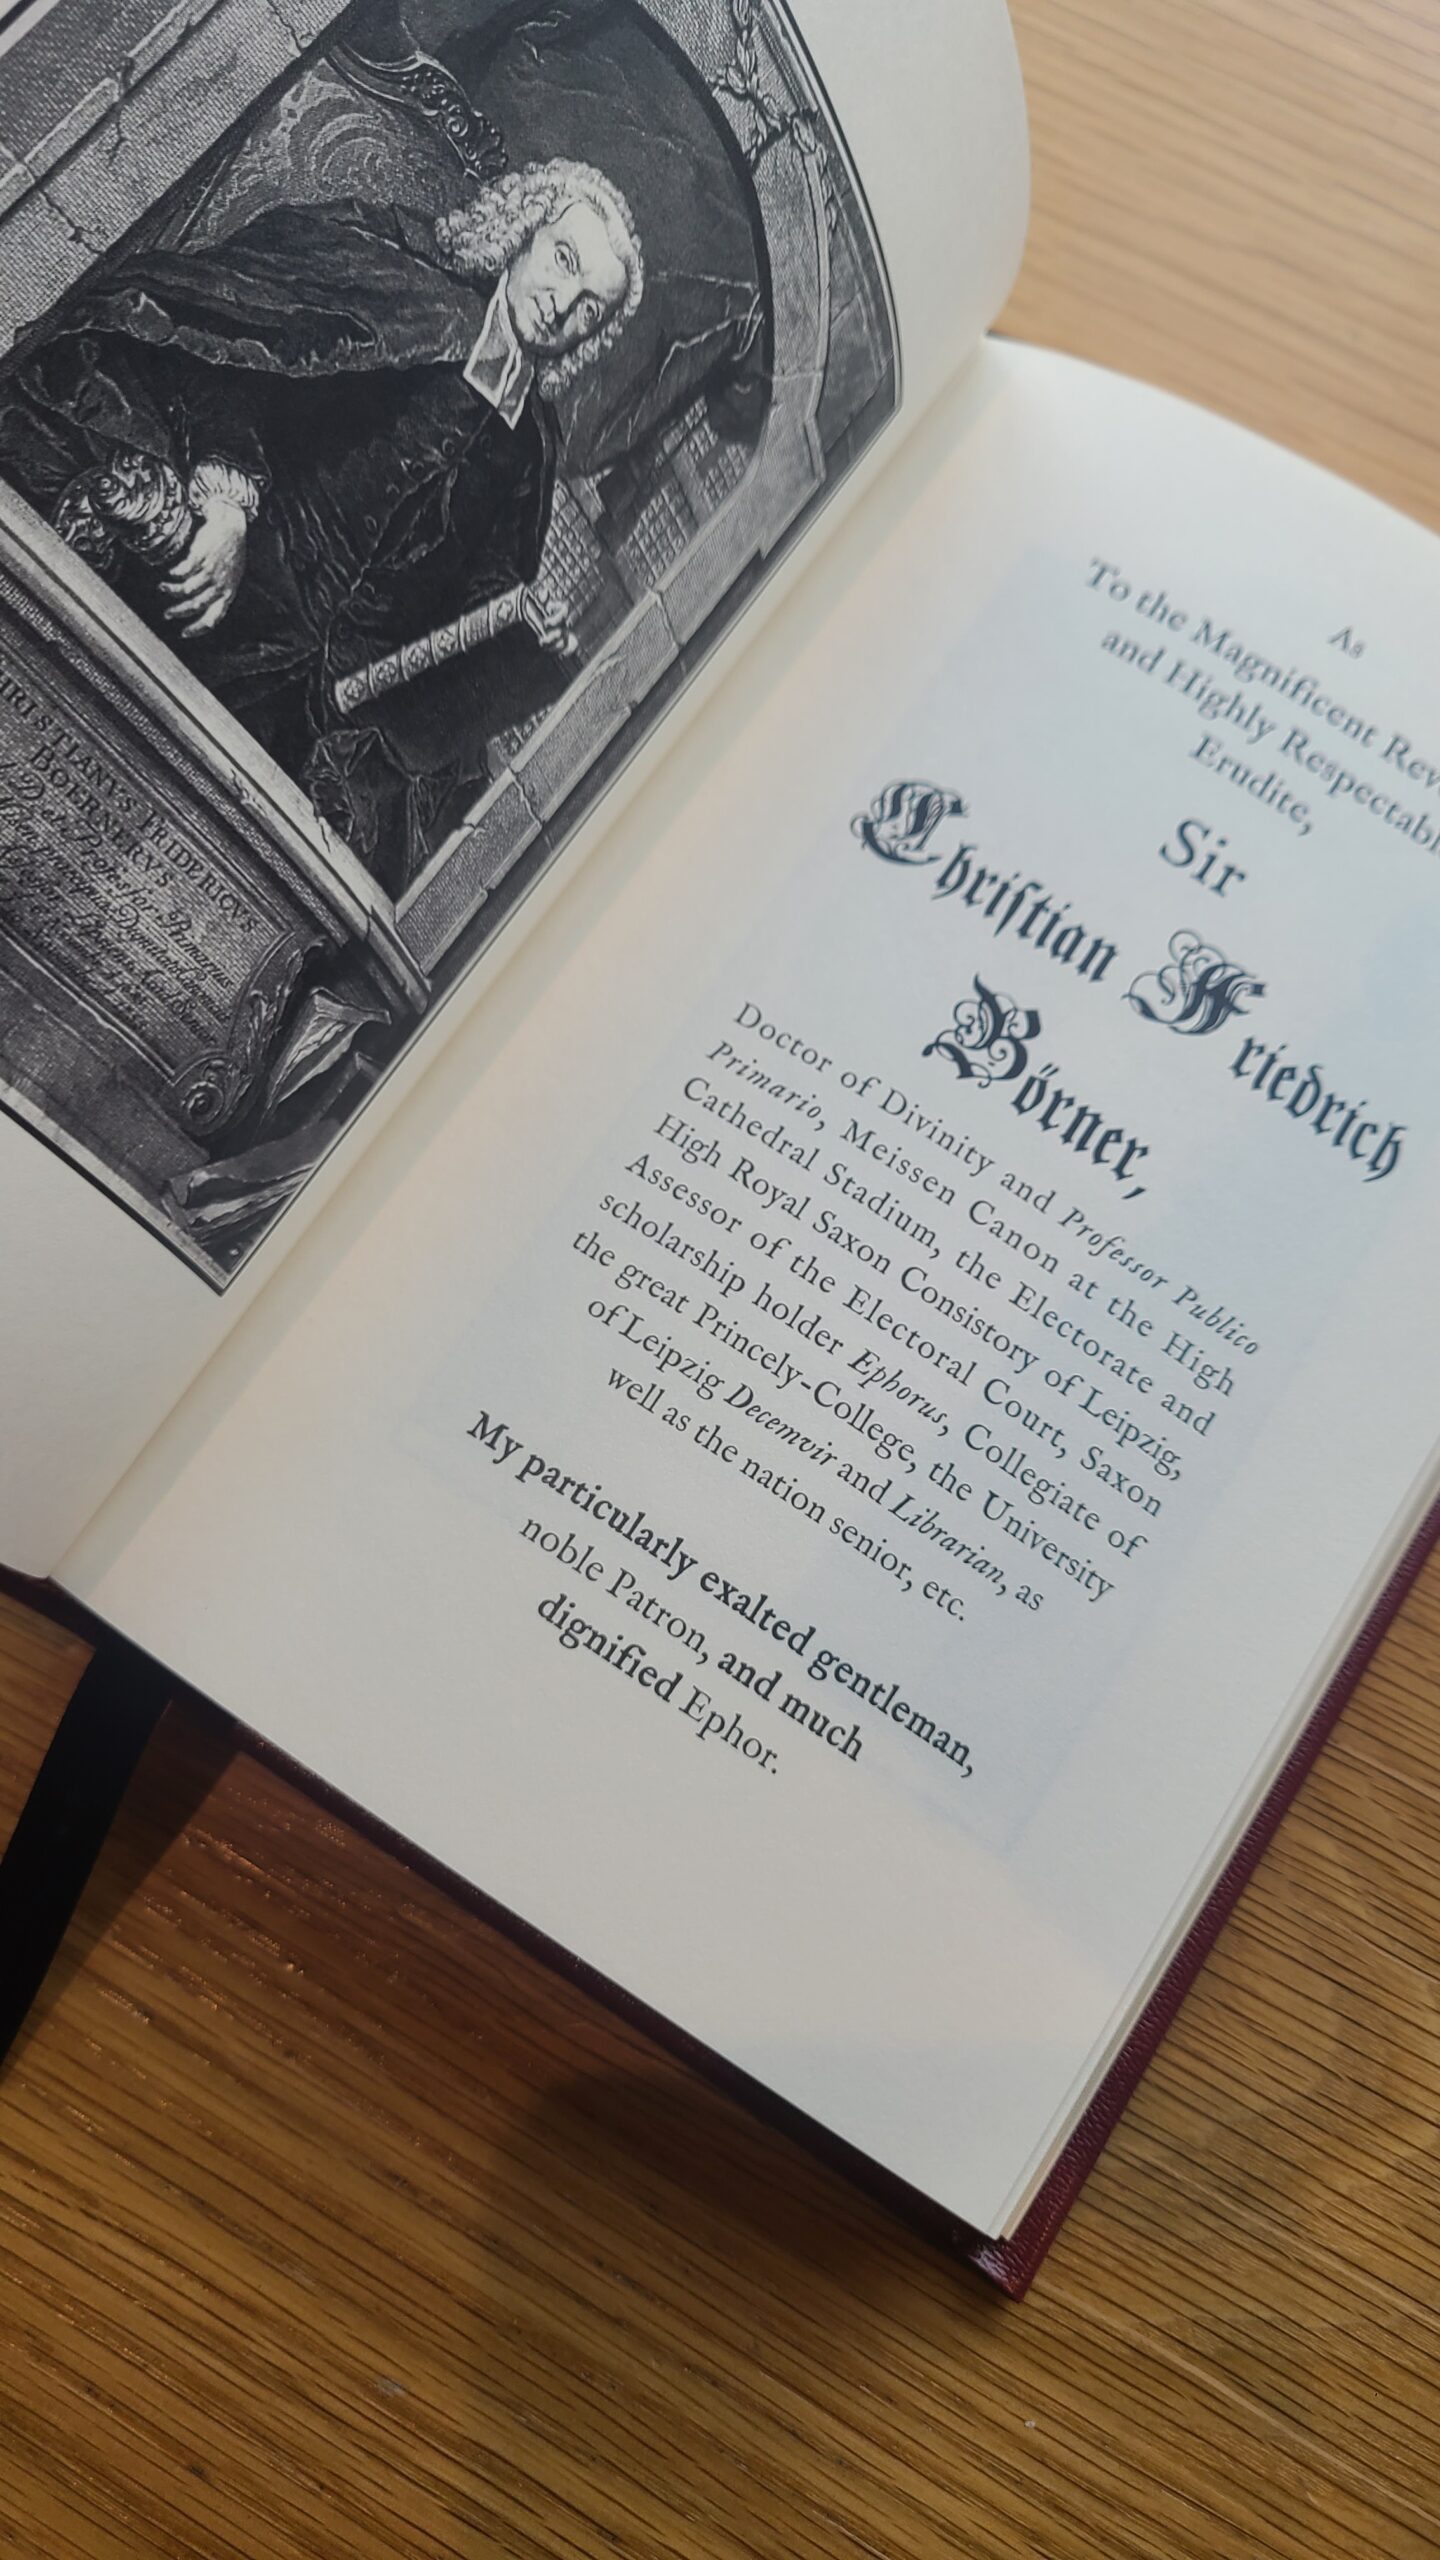 CHRISTIANVS FRIDERICVS
BOERNERVS
As
To the Magnificent
and Highly
Erudite,
Sir
Chriſtian Friedrich
Börner,
Doctor of Divinity and Professor Publico
Primario, Meissen Canon at the High
Cathedral Stadium, the Electorate and
High Royal Saxon Consistory of Leipzig,
Assessor of the Electoral Court, Saxon
scholarship holder Ephorus, Collegiate of
the great Princely-College, the University
of Leipzig Decemvir and Librarian, as
well as the nation senior, etc.
My particularly exalted gentleman,
noble Patron, and much
dignified Ephor.